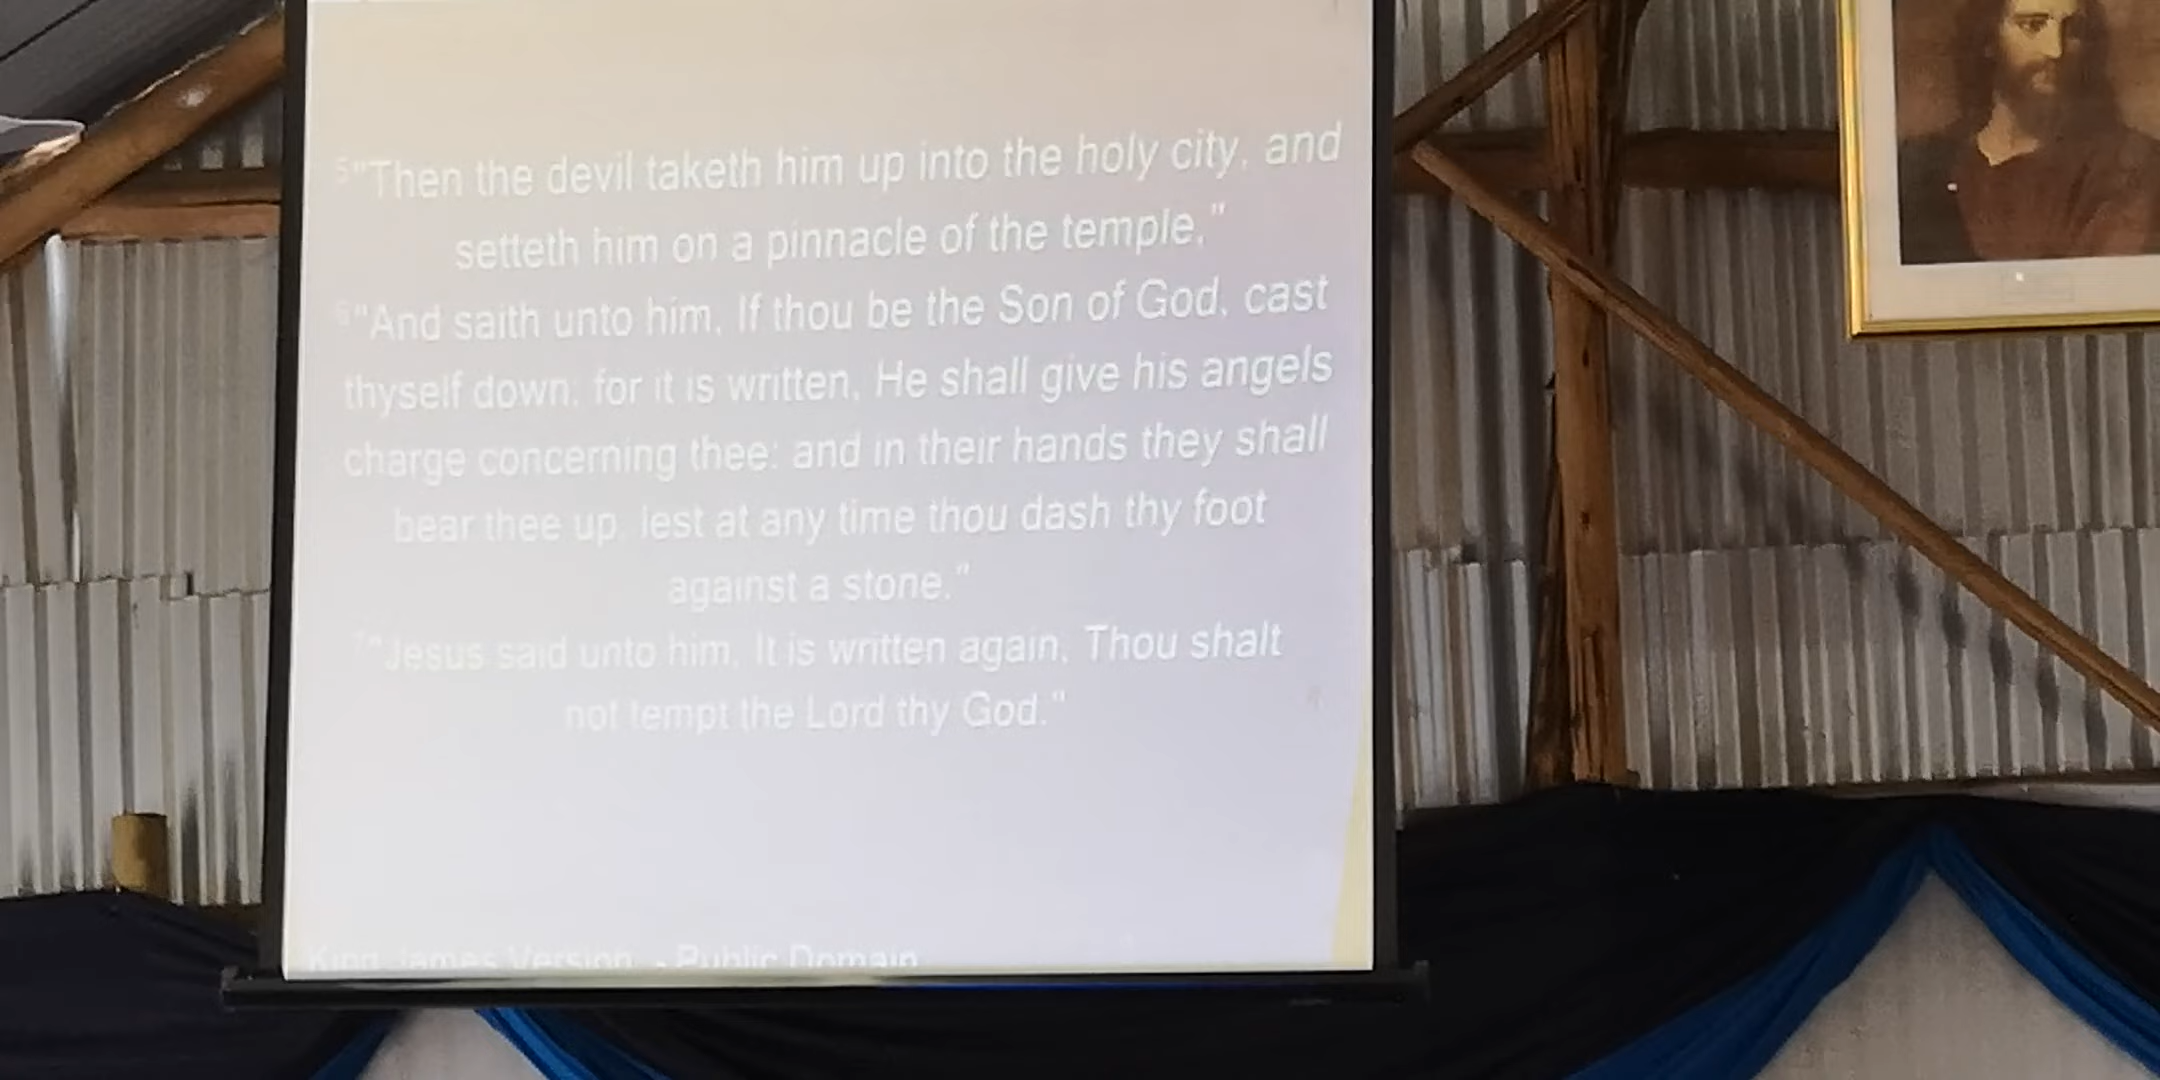 5"Then the devil taketh him up into the holy city, and
setteth him on a pinnacle of the temple,"
6"And saith unto him, If thou be the Son of God, cast
thyself down: for it is written, He shall give his angels
charge concerning thee: and in their hands they shall
bear thee up, lest at any time thou dash thy foot
against a stone."
7"Jesus said unto him, It is written again, Thou shalt
not tempt the Lord thy God."
King James Version - Public Domain